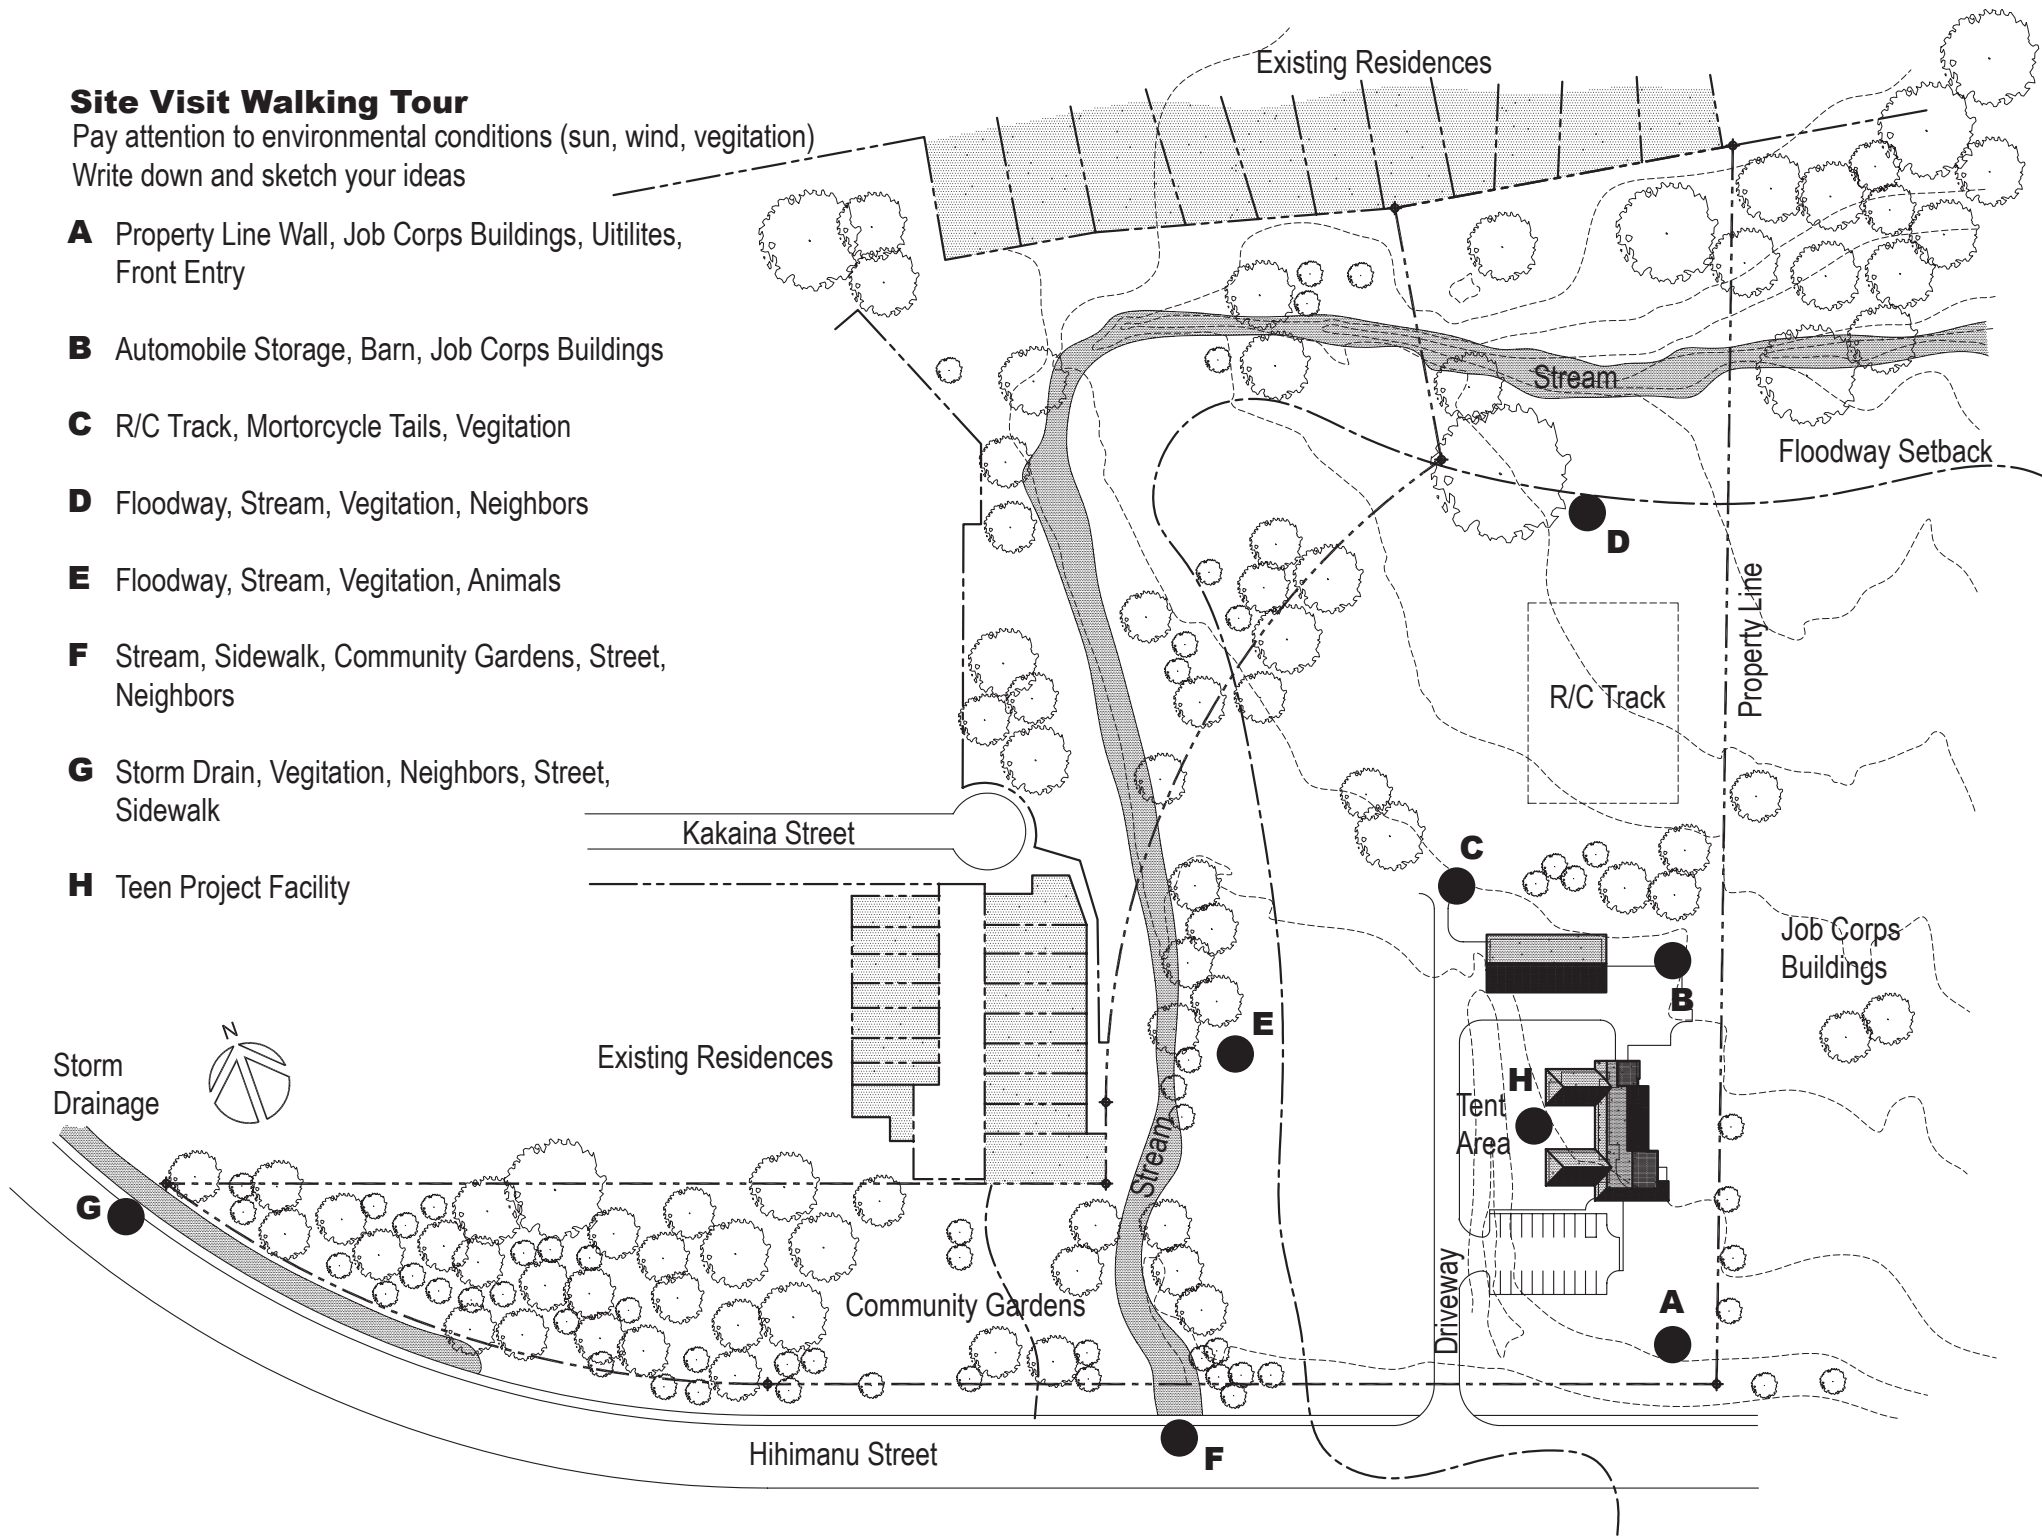 Site Visit Walking Tour
Pay attention to environmental conditions (sun, wind, vegitation)
Write down and sketch your ideas
A Property Line Wall, Job Corps Buildings, Uitilites,
Front Entry
B Automobile Storage, Barn, Job Corps Buildings
C R/C Track, Mortorcycle Tails, Vegitation
D Floodway, Stream, Vegitation, Neighbors
E Floodway, Stream, Vegitation, Animals
F Stream, Sidewalk, Community Gardens, Street,
Neighbors
G Storm Drain, Vegitation, Neighbors, Street,
Sidewalk
H Teen Project Facility
Existing Residences
Stream
Floodway Setback
D
Property Line
R/C Track
Kakaina Street
C
Job Corps
Buildings
B
E
Existing Residences
N
Storm
Drainage
H
Tent
Area
Stream
G
Community Gardens
Driveway
A
Hihimanu Street
F